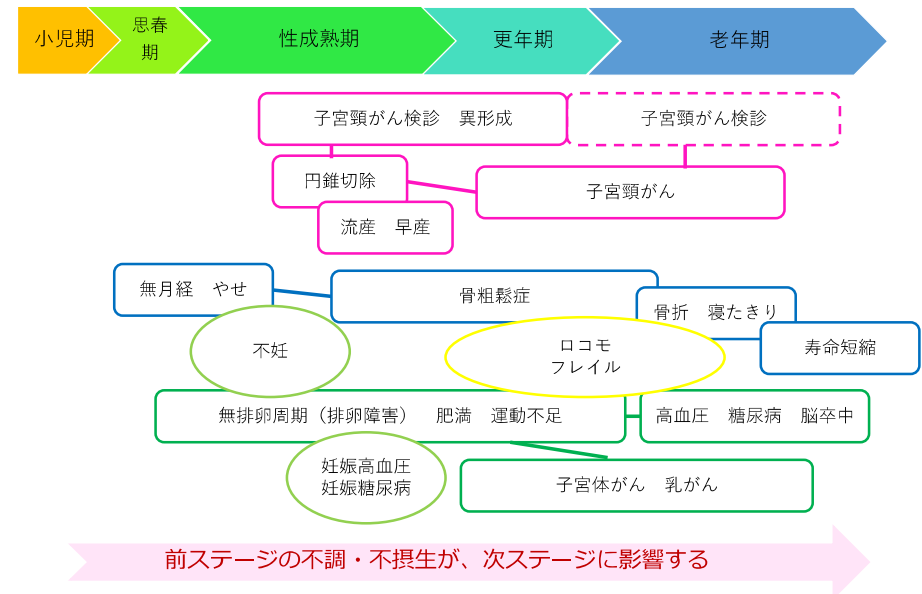 小児期
思春
期
性成熟期
更年期
老年期
子宮頸がん検診　異形成
子宮頸がん検診
円錐切除
子宮頸がん
流産　早産
無月経　やせ
骨粗鬆症
骨折　寝たきり
寿命短縮
不妊
ロコモ
フレイル
無排卵周期（排卵障害）　肥満　運動不足
高血圧　糖尿病　脳卒中
妊娠高血圧
妊娠糖尿病
子宮体がん　乳がん
前ステージの不調・不摂生が、次ステージに影響する